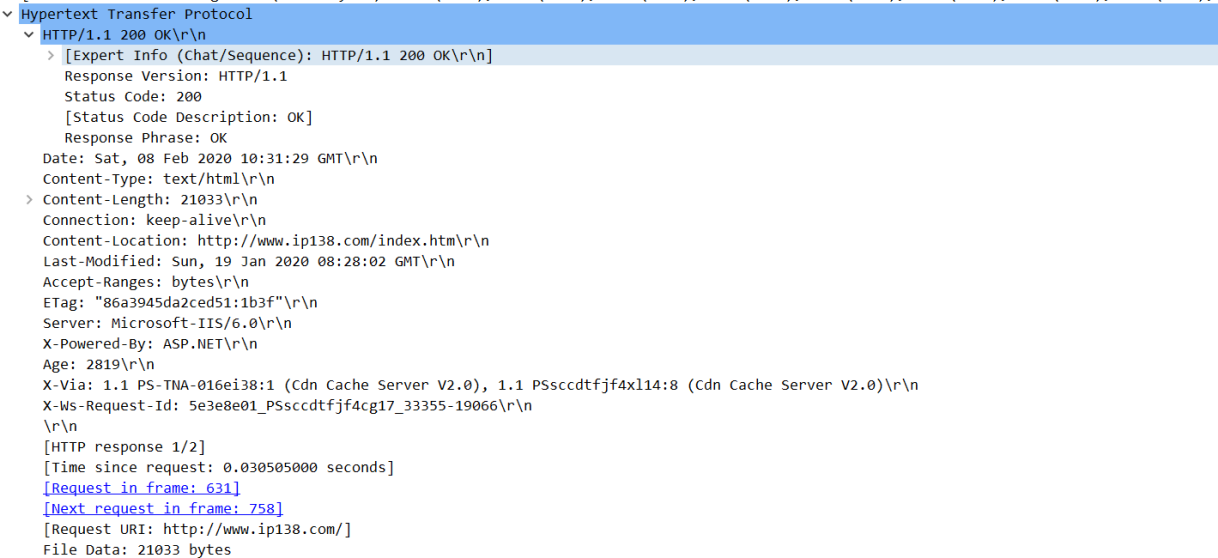 Hypertext Transfer Protocol
HTTP/1.1 200 OK\r\n
[Expert Info (Chat/Sequence): HTTP/1.1 200 OK\r\n]
Response Version: HTTP/1.1
Status Code: 200
[Status Code Description: OK]
Response Phrase: OK
Date: Sat, 08 Feb 2020 10:31:29 GMT\r\n
Content-Type: text/html\r\n
Content-Length: 21033\r\n
Connection: keep-alive\r\n
Content-Location: http://www.ip138.com/index.htm\r\n
Last-Modified: Sun, 19 Jan 2020 08:28:02 GMT\r\n
Accept-Ranges: bytes\r\n
ETag: "86a3945da2ced51:1b3f"\r\n
Server: Microsoft-IIS/6.0\r\n
X-Powered-By: ASP.NET\r\n
Age: 2819\r\n
X-Via: 1.1 PS-TNA-016ei38:1 (Cdn Cache Server V2.0), 1.1 PSsccdtfjf4xl14:8 (Cdn Cache Server V2.0)\r\n
X-Ws-Request-Id: 5e3e8e01_PSsccdtfjf4cg17_33355-19066\r\n
\r\n
[HTTP response 1/2]
[Time since request: 0.030505000 seconds]
[Request in frame: 631]
[Next request in frame: 758]
[Request URI: http://www.ip138.com/]
File Data: 21033 bytes